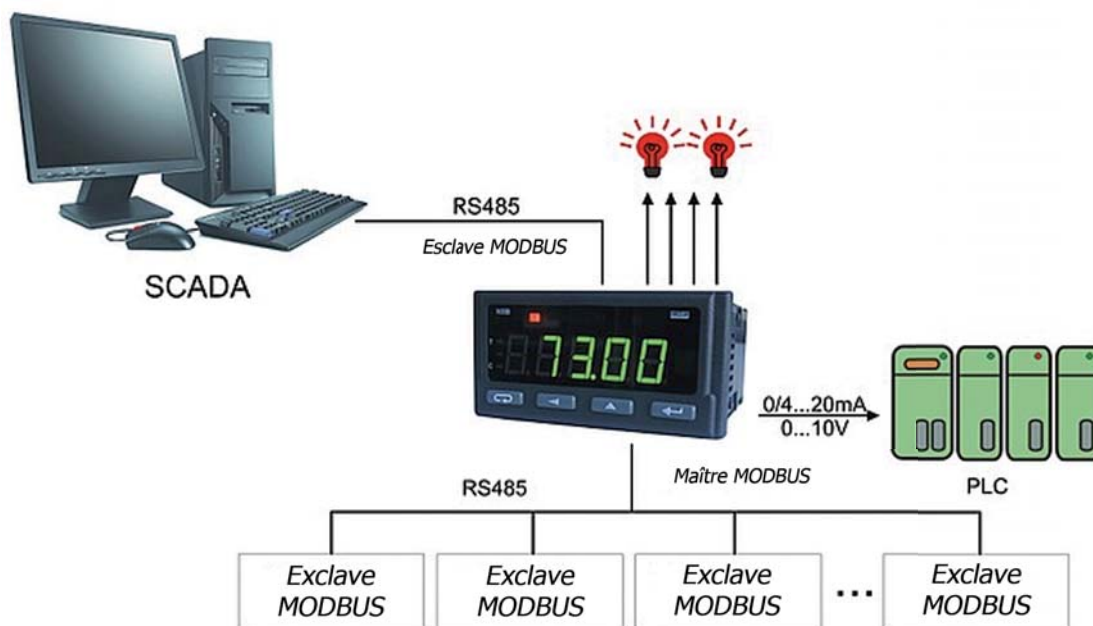 RS485
Esclave MODBUS
SCADA
73.00
0/4...20mA
0...10V
Maître MODBUS
RS485
PLC
Exclave
MODBUS
Exclave
MODBUS
Exclave
MODBUS
...
Exclave
MODBUS